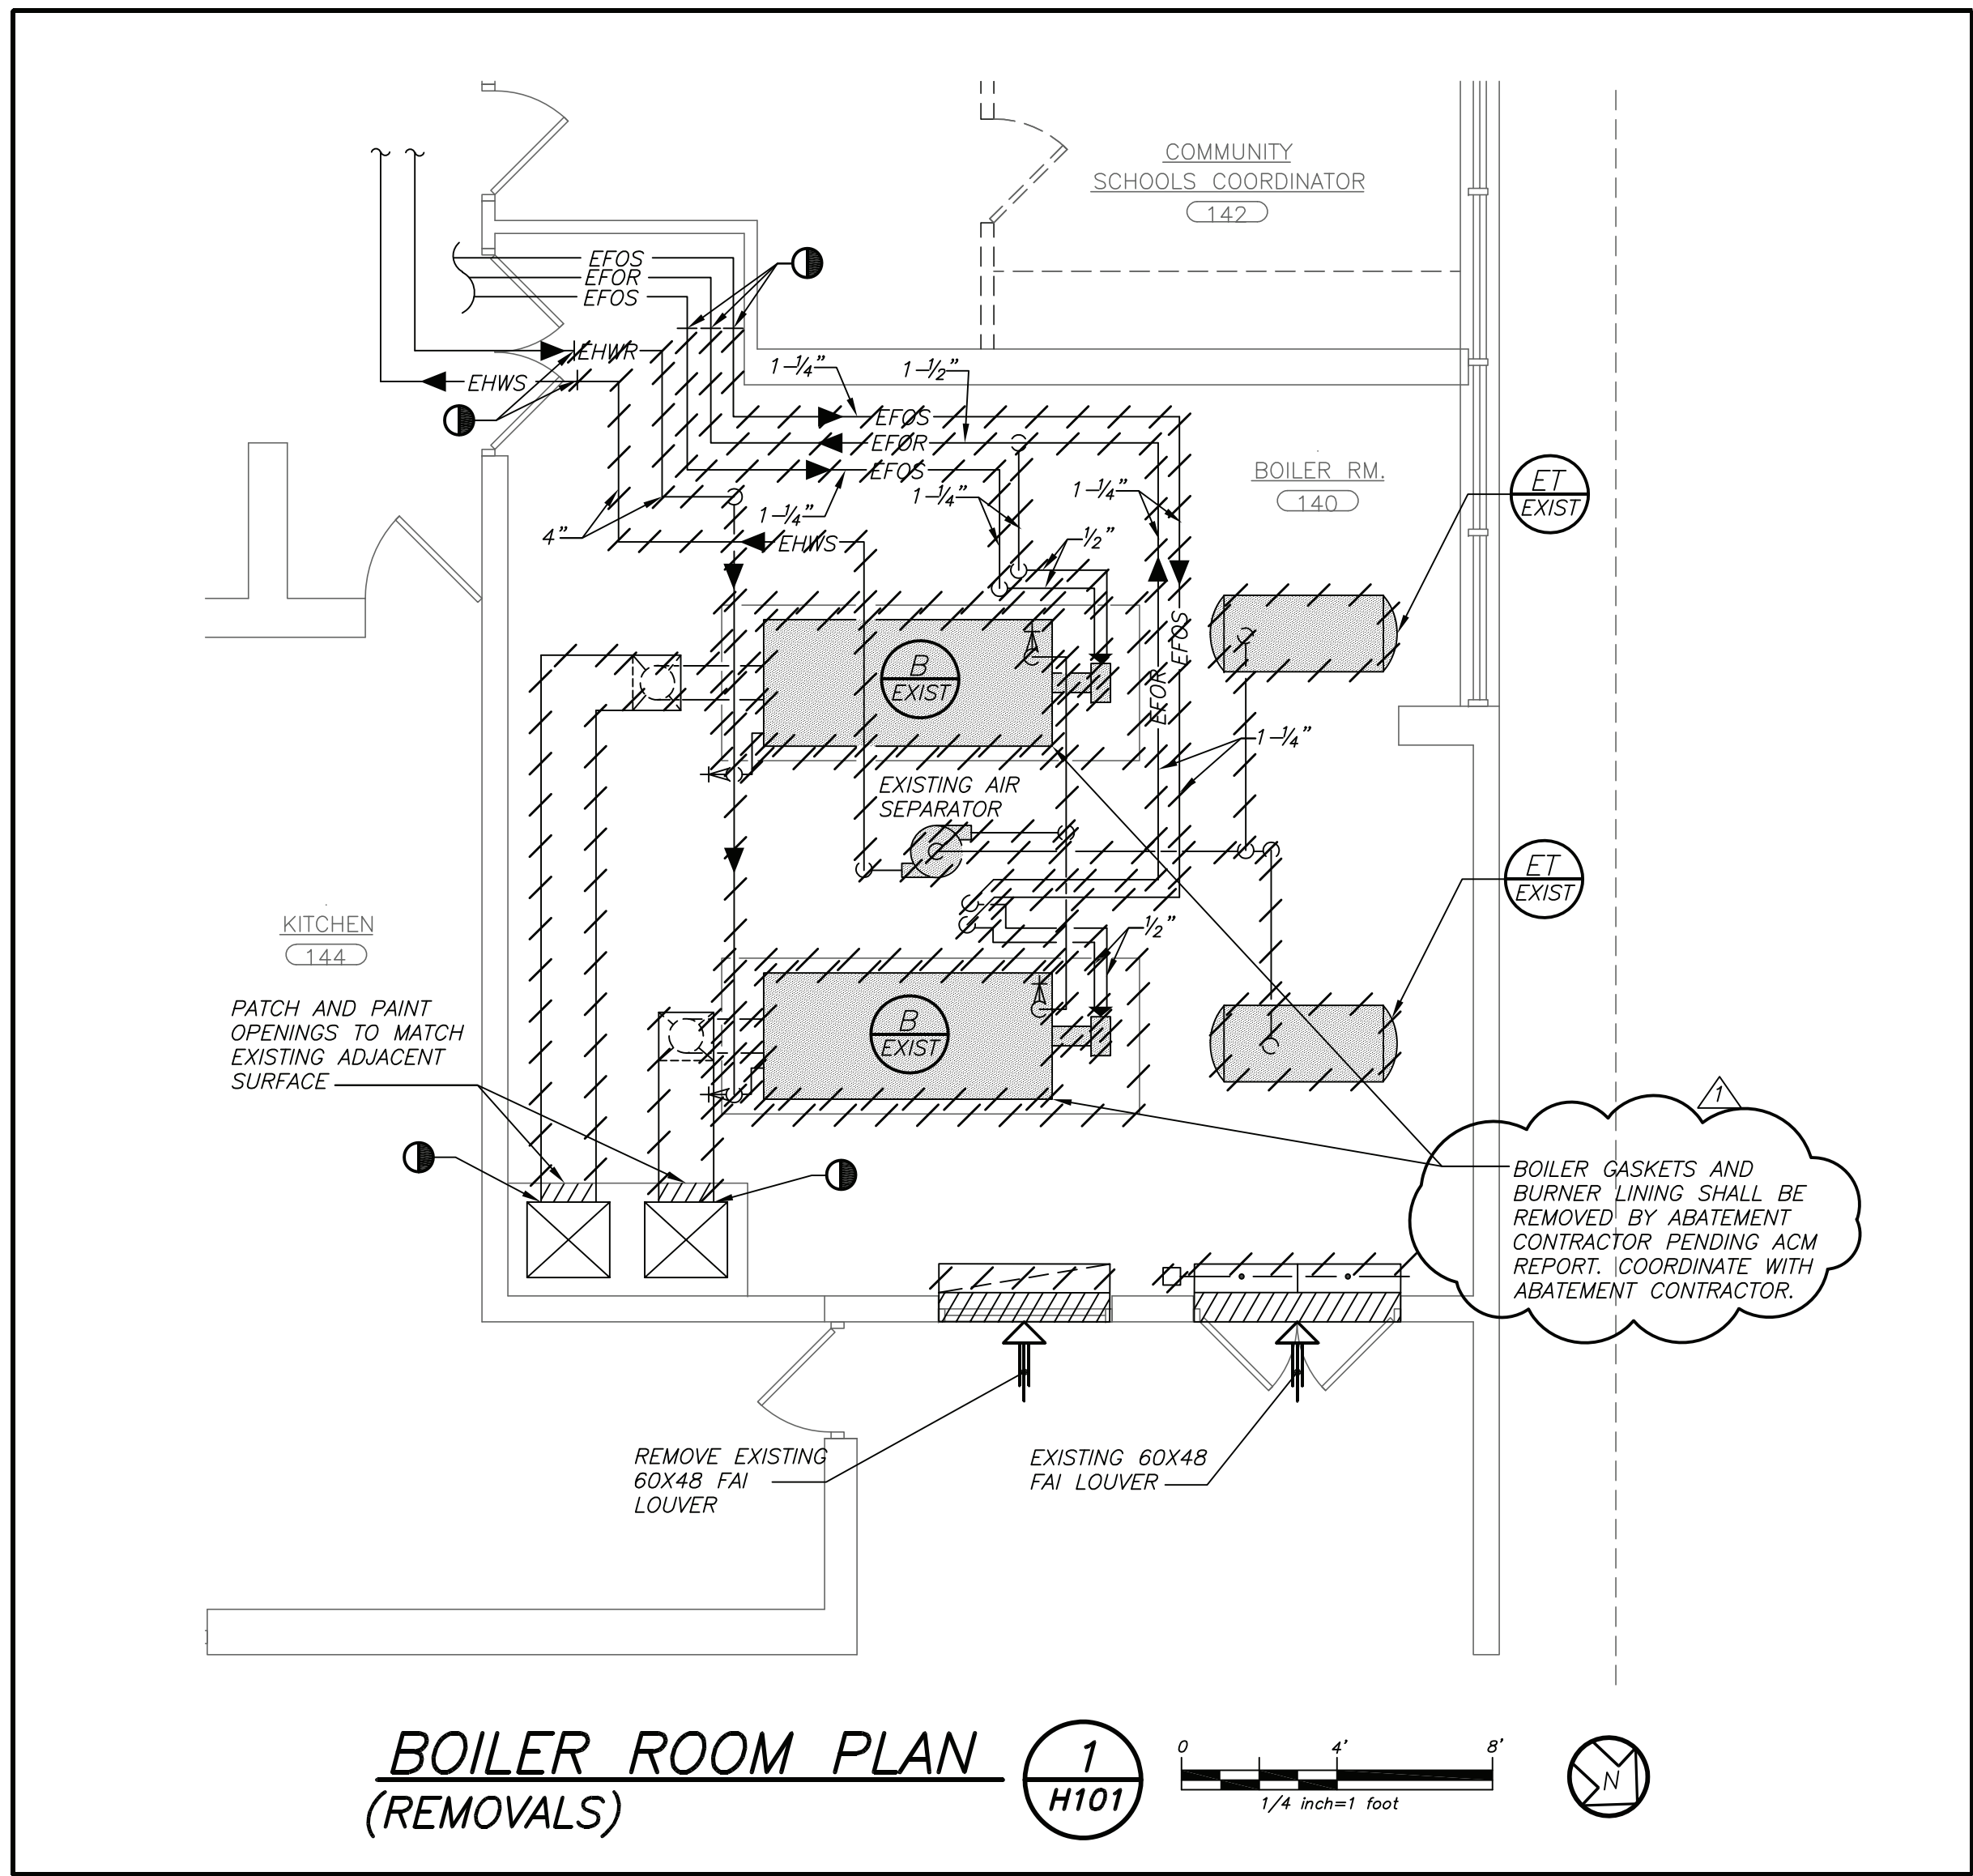 COMMUNITY
SCHOOLS COORDINATOR
142
EFOS
EFOR
EFOS
EHWR
EHWS
1-1/4"
1-1/2"
EFOS
EFOR
EFOS
BOILER RM.
140
ET
EXIST
1-1/4"
1-1/4"
1-1/4"
4"
EHWS
1/2"
EFOS
EFOR
B
EXIST
1-1/4"
EXISTING AIR
SEPARATOR
ET
EXIST
KITCHEN
144
1/2"
PATCH AND PAINT
OPENINGS TO MATCH
EXISTING ADJACENT
SURFACE
B
EXIST
1
BOILER GASKETS AND
BURNER LINING SHALL BE
REMOVED BY ABATEMENT
CONTRACTOR PENDING ACM
REPORT. COORDINATE WITH
ABATEMENT CONTRACTOR.
REMOVE EXISTING
60X48 FAI
LOUVER
EXISTING 60X48
FAI LOUVER
BOILER ROOM PLAN
(REMOVALS)
1
H101
0 4' 8'
1/4 inch=1 foot
N